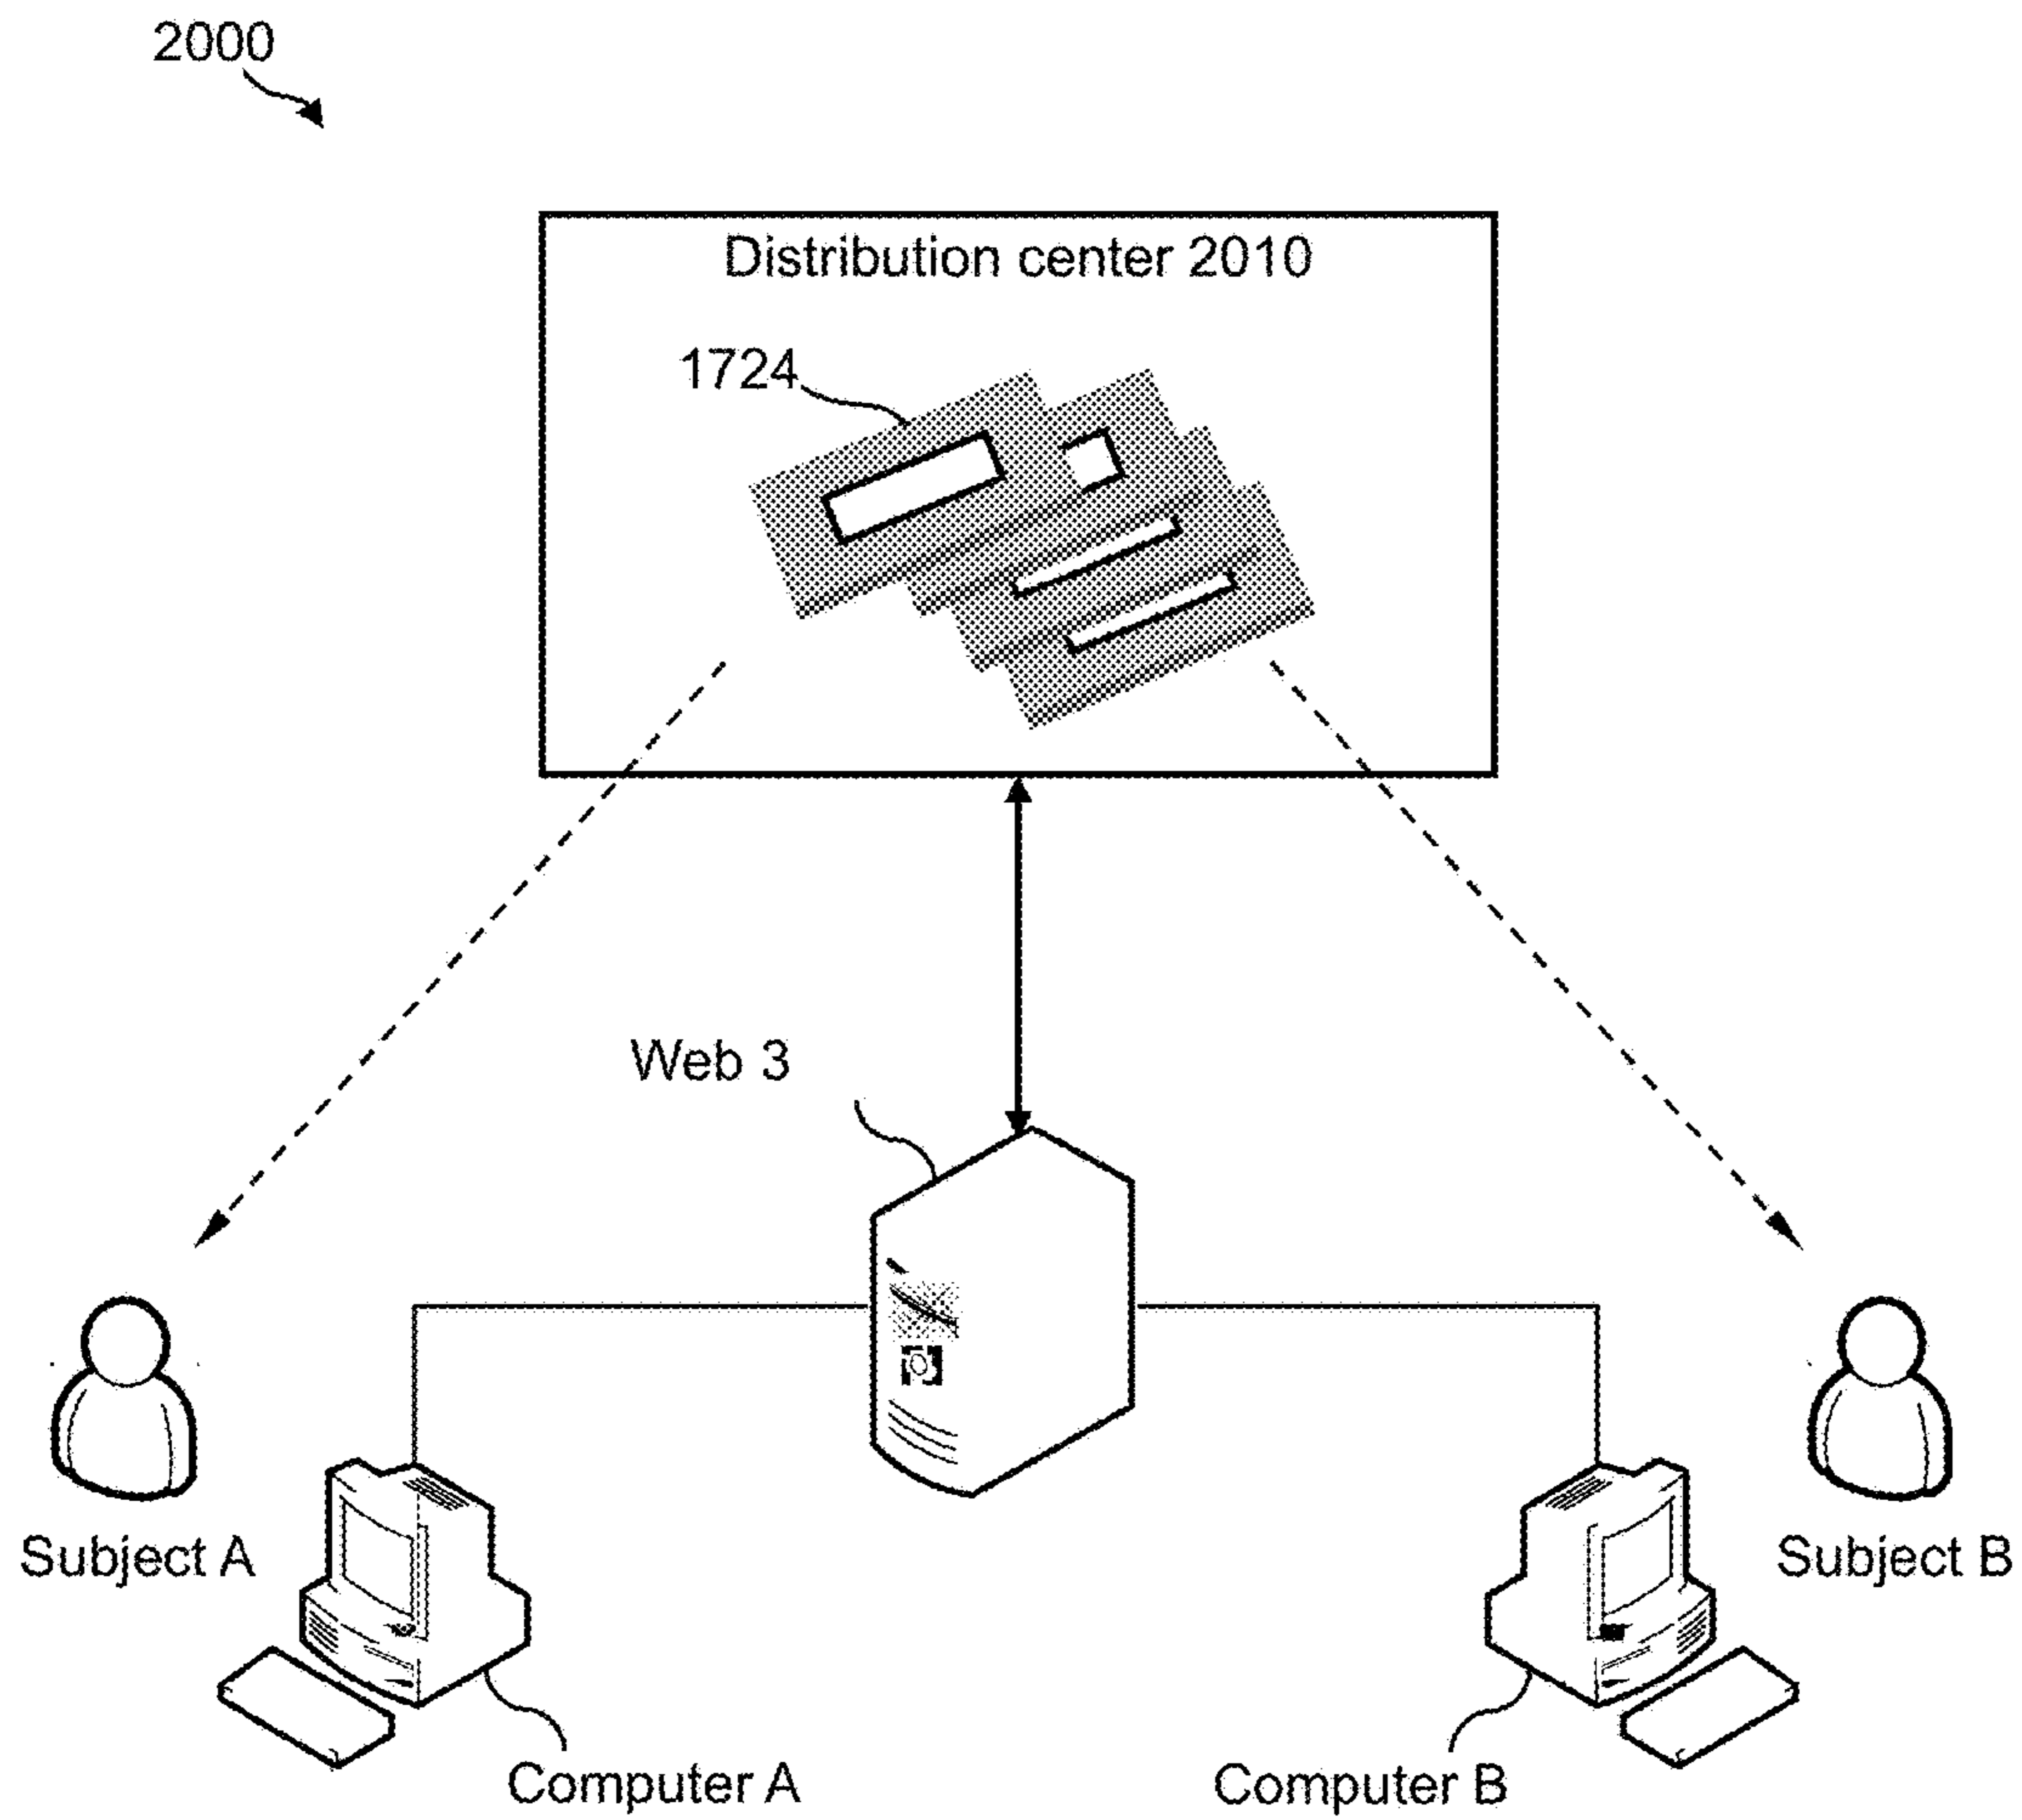 2000
Distribution center 2010
1724
Web 3
Subject A
Subject B
Computer A
Computer B